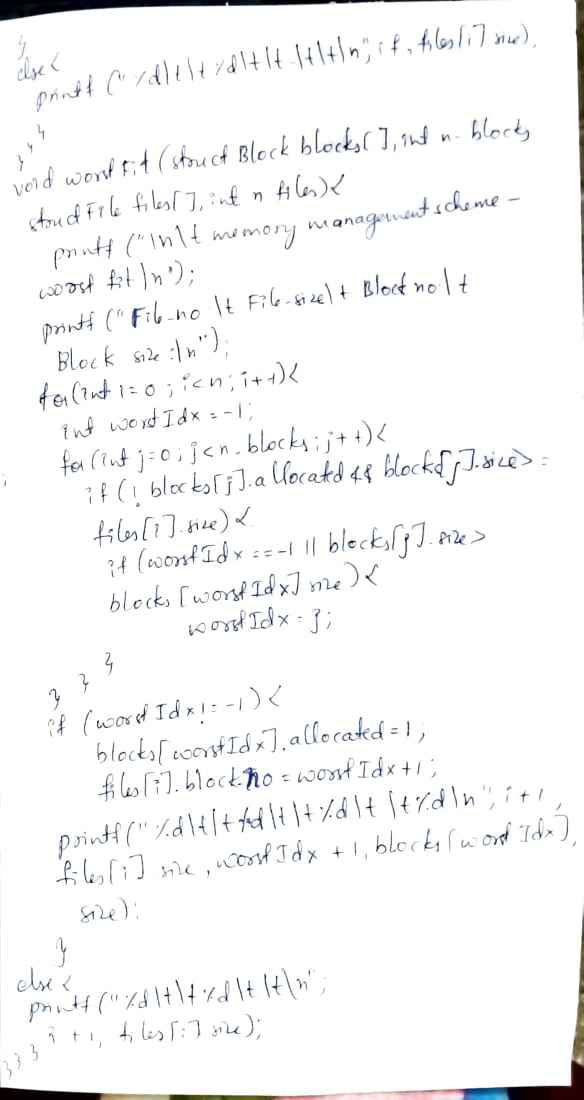 }
else {
printf ("%d\t\t%d\t\t-\t\t\n", i+, files[i] size),
}
} }
void worstFit (struct Block blocks[], int n-blocks
struct File files[], int n files) {
printf ("\n\t memory management scheme -
worst fit \n");
printf ("File-no \t File-size\t Block no\t
Block size :\n");
for (int i=0; i<n; i++) {
int worstIdx = -1;
for (int j=0; j<n-blocks; j++) {
if (! blocks[j].allocated && blocks[j].size> =
files[i].size) {
if (worstIdx == -1 || blocks[j].size >
blocks [worstIdx] size) {
worstIdx = j;
} } }
if (worstIdx != -1) {
blocks[worstIdx].allocated = 1;
files[i].block no = worstIdx+1;
printf(" %d\t\t%d\t\t%d\t\t%d\n", i+1,
files[i] size, worstIdx +1, blocks[worstIdx],
size);
}
else {
printf("%d\t\t%d\t\t\n";
i +1, files[i] size);
} } }